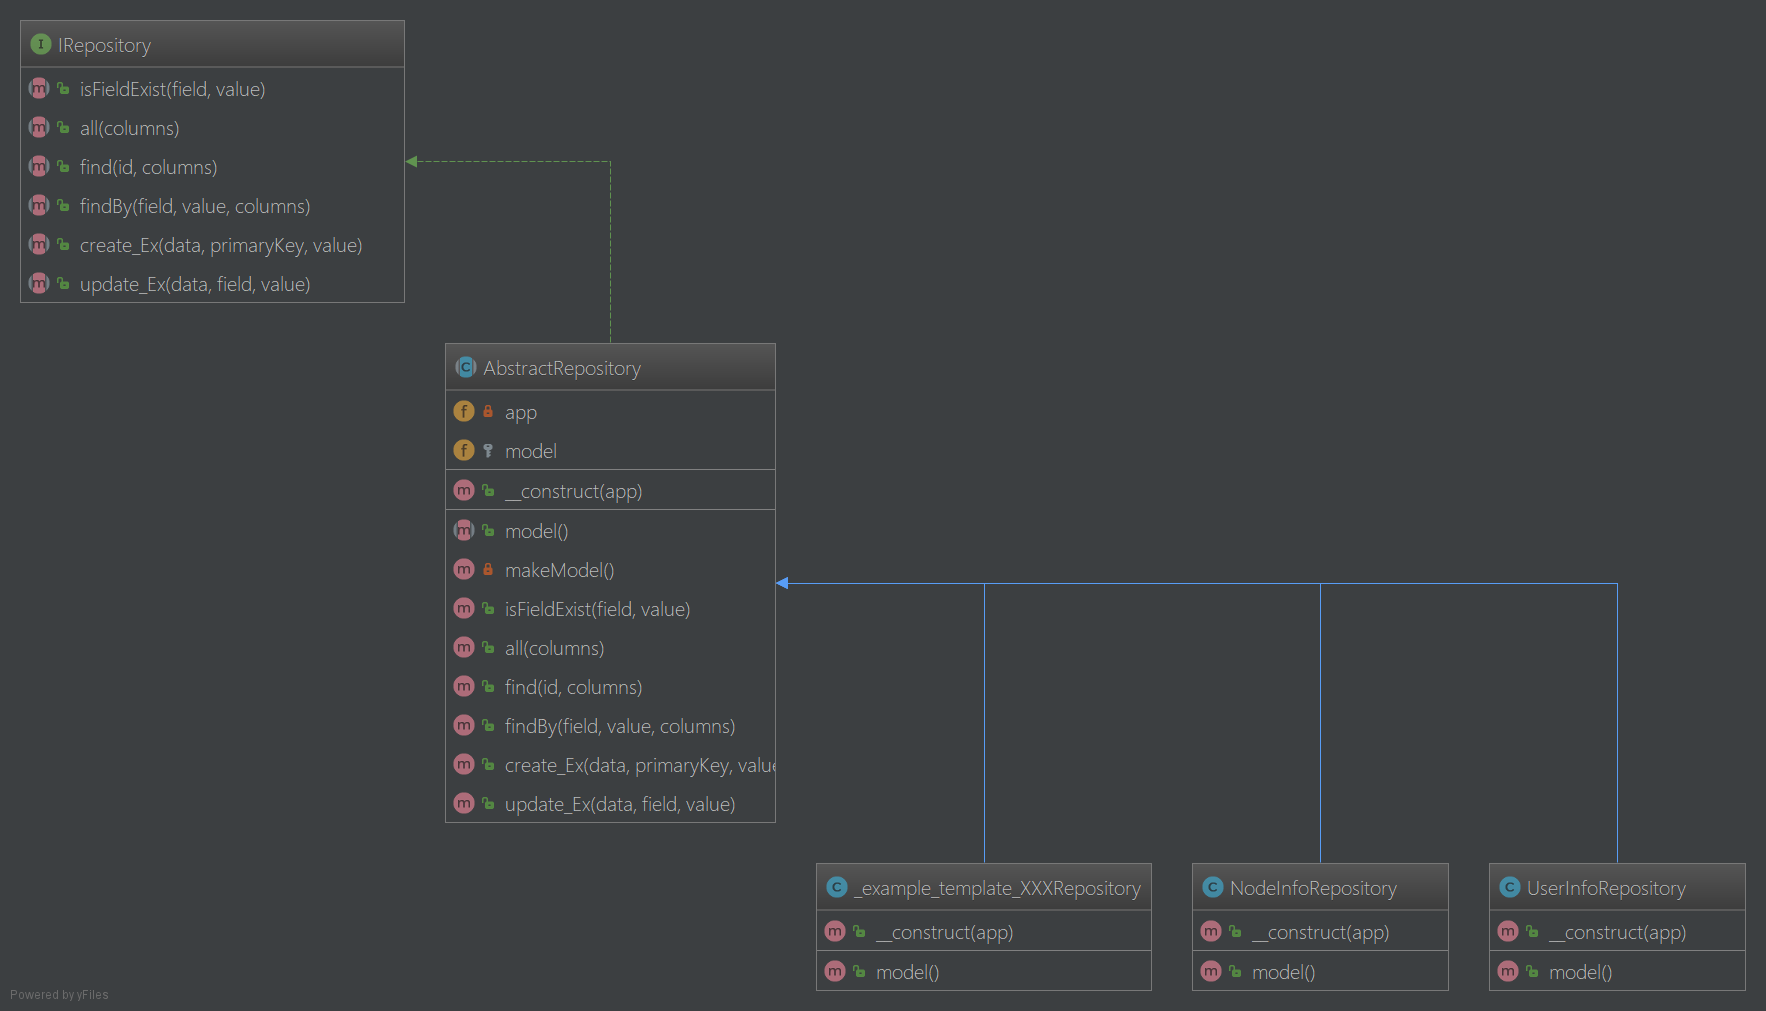 IRepository
isFieldExist(field, value)
all(columns)
find(id, columns)
findBy(field, value, columns)
create_Ex(data, primaryKey, value)
update_Ex(data, field, value)
AbstractRepository
app
model
__construct(app)
model()
makeModel()
isFieldExist(field, value)
all(columns)
find(id, columns)
findBy(field, value, columns)
create_Ex(data, primaryKey, value
update_Ex(data, field, value)
_example_template_XXXRepository
__construct(app)
model()
NodeInfoRepository
__construct(app)
model()
UserInfoRepository
__construct(app)
model()
Powered by yFiles